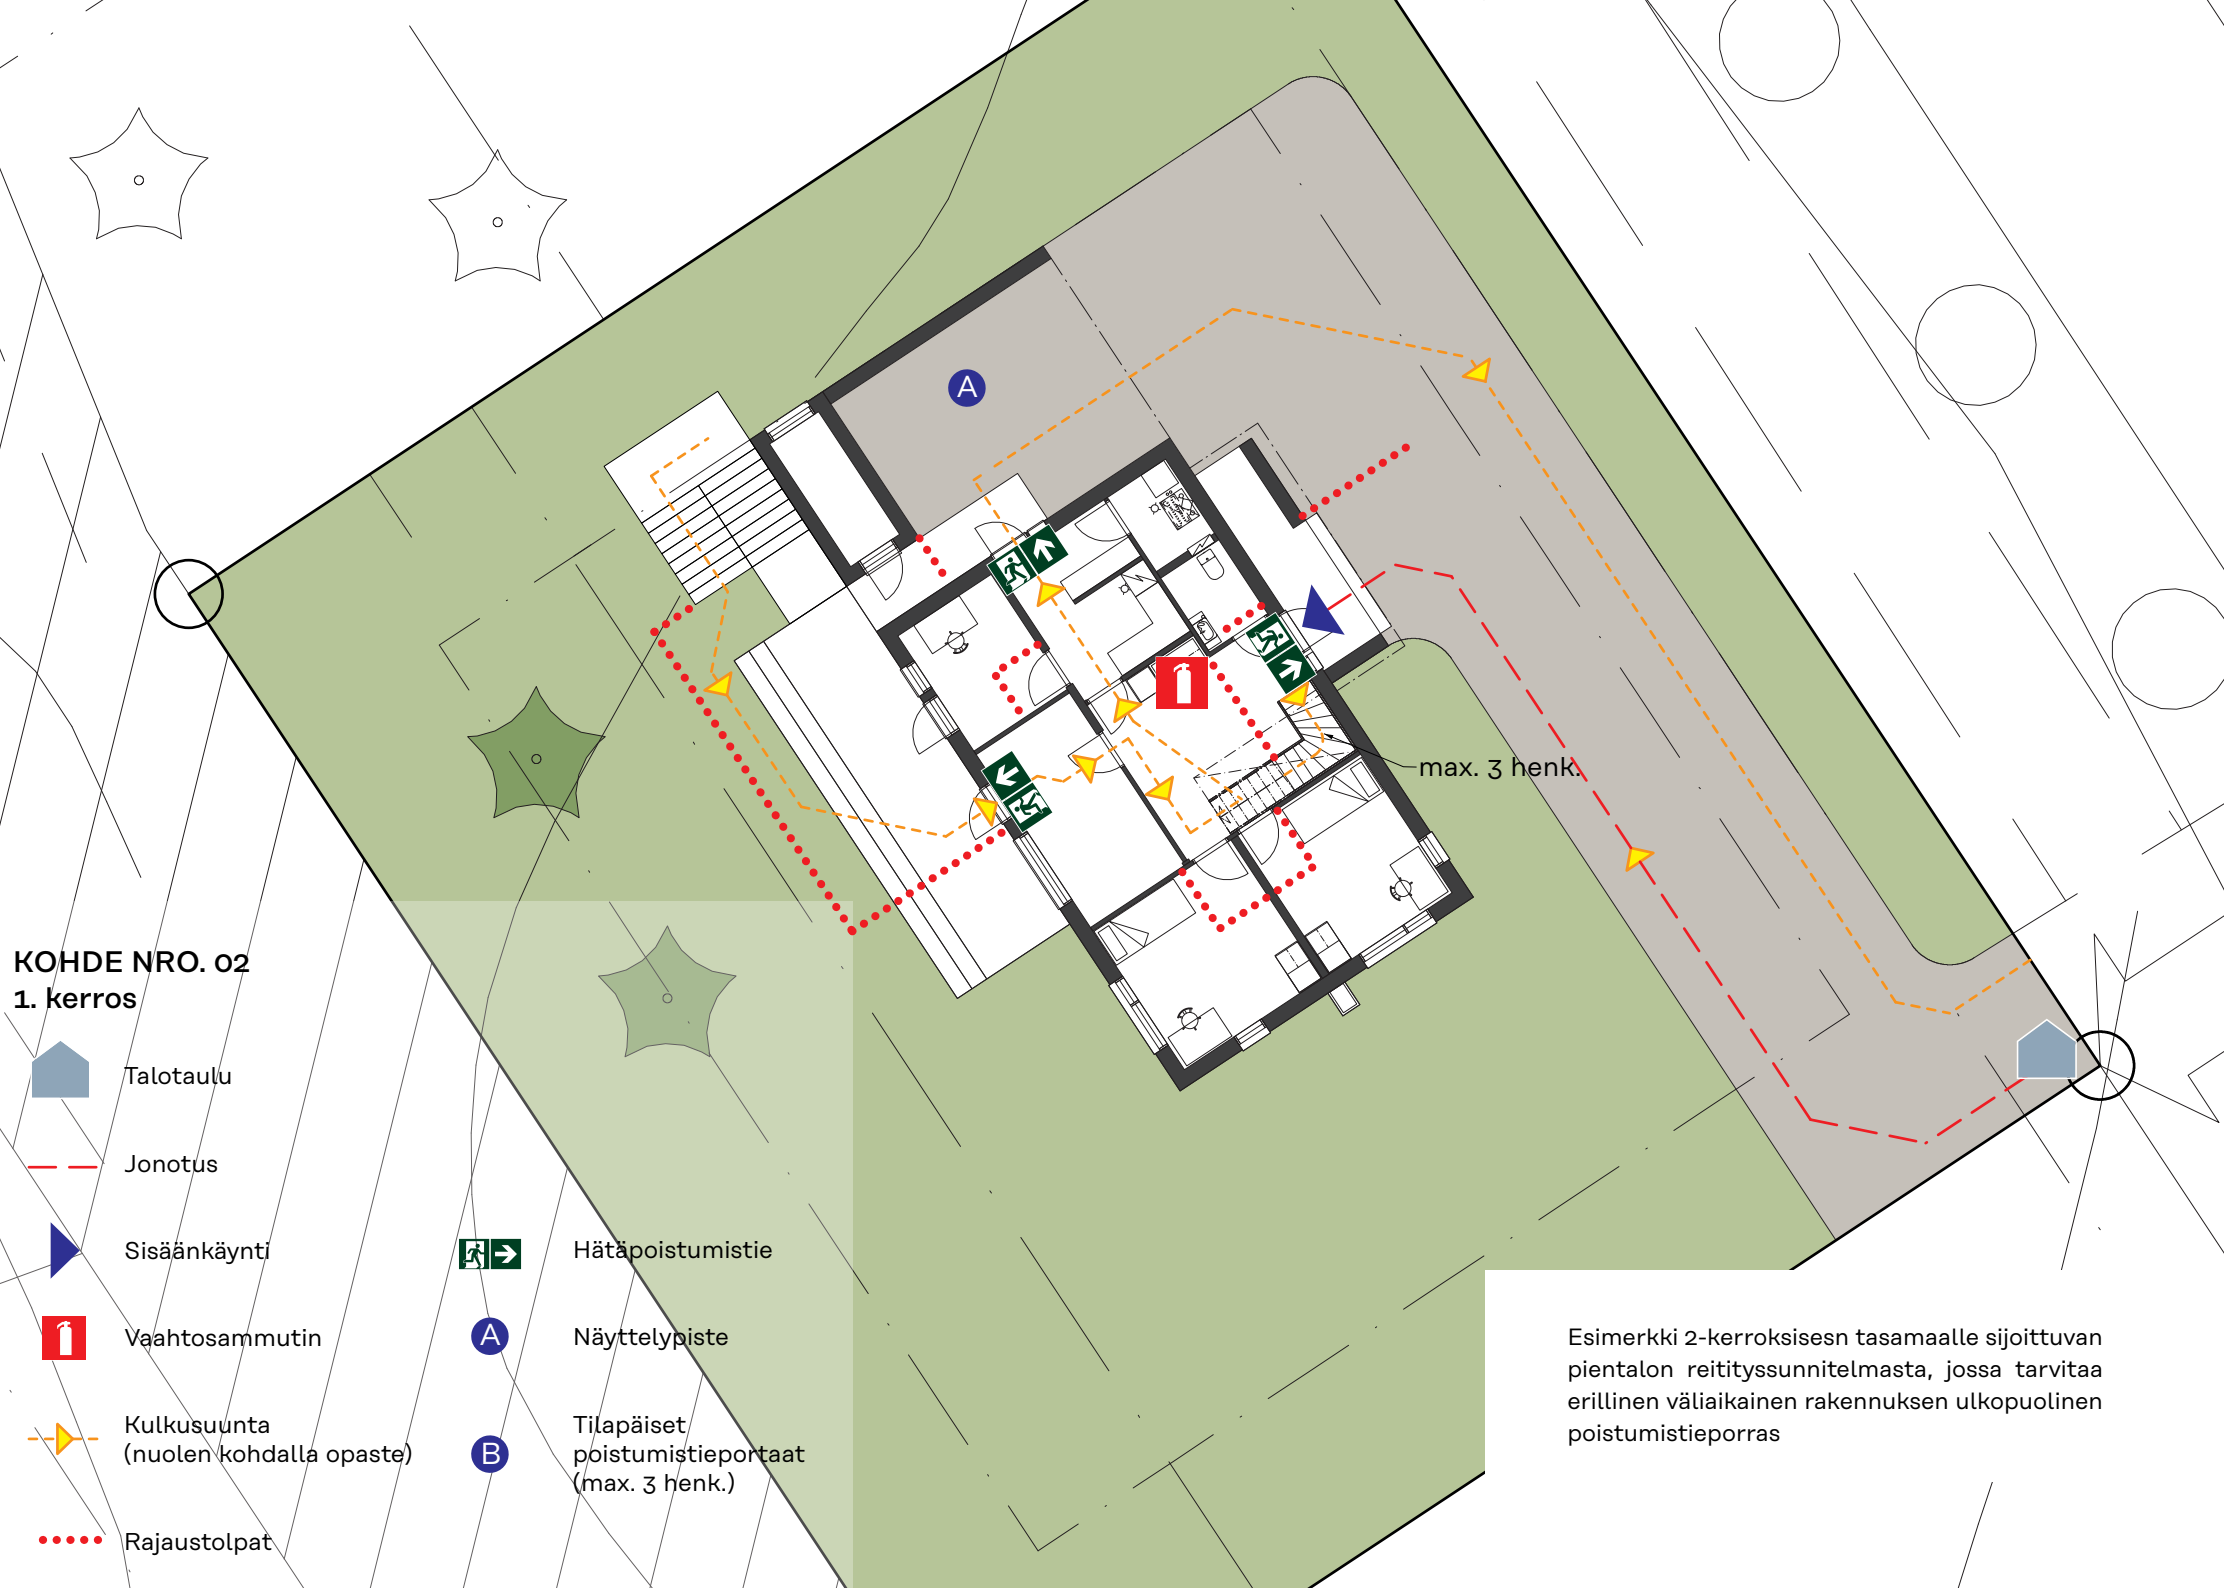 A
max. 3 henk.
KOHDE NRO. 02
1. kerros
Talotaulu
Jonotus
Sisäänkäynti
Vaahtosammutin
Kulkusuunta
(nuolen kohdalla opaste)
Rajaustolpat
Hätäpoistumistie
A
Näyttelypiste
B
Tilapäiset
poistumistieportaat
(max. 3 henk.)
Esimerkki 2-kerroksisesn tasamaalle sijoittuvan
pientalon reitityssunnitelmasta, jossa tarvitaa
erillinen väliaikainen rakennuksen ulkopuolinen
poistumistieporras